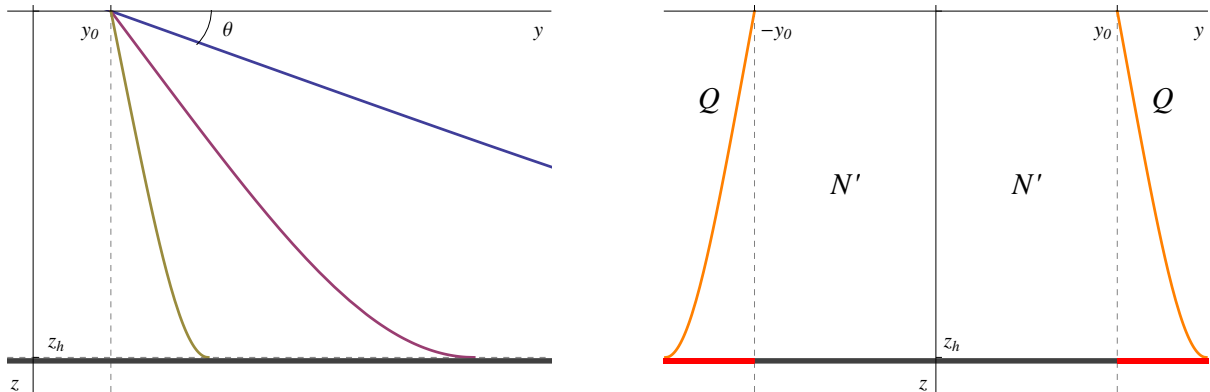 y₀ θ y
z_h
z
−y₀ y₀ y
Q Q
N' N'
z_h
z